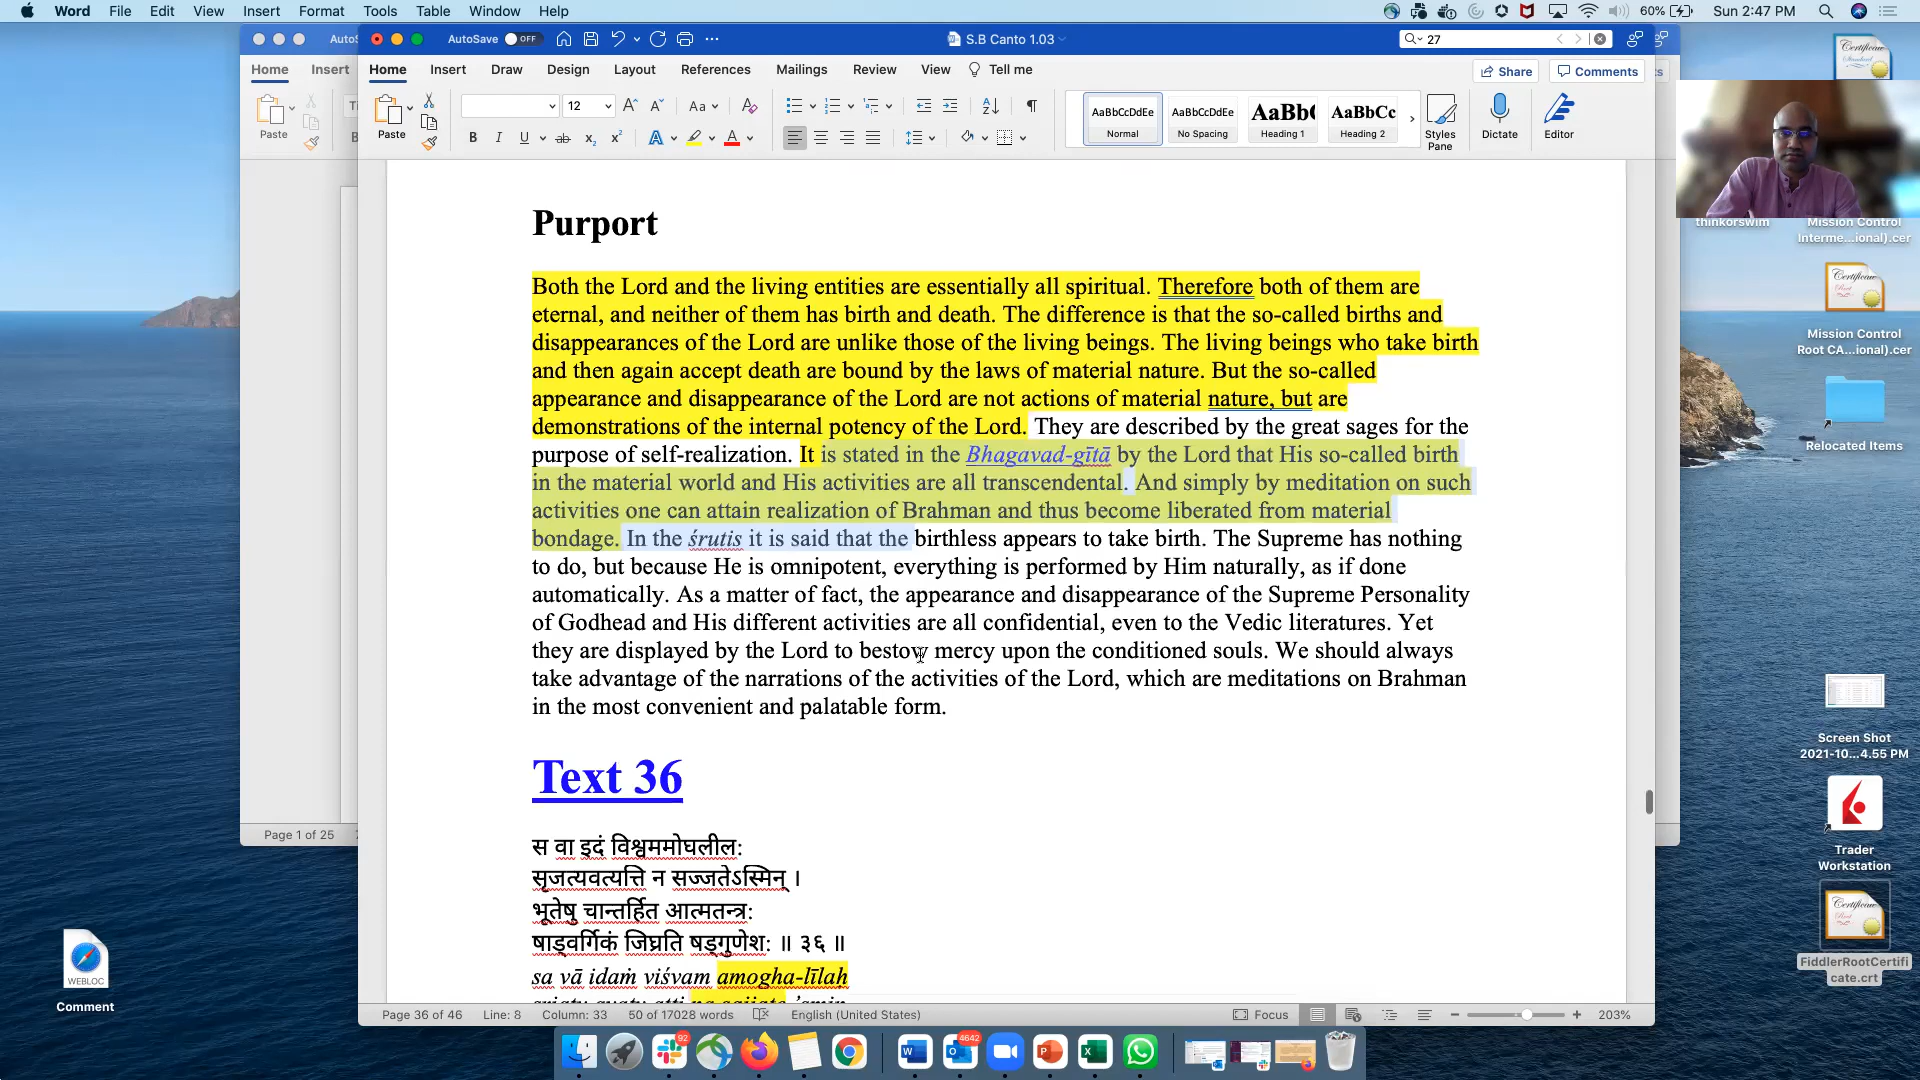 Word File Edit View Insert Format Tools Table Window Help 60% Sun 2:47 PM
AutoSave OFF S.B Canto 1.03 27
Home Insert Home Insert Draw Design Layout References Mailings Review View Tell me Share Comments
Paste Paste 12 Aa AaBbCcDdEe AaBbCcDdEe AaBbCc
Normal No Spacing Heading 1 Heading 2 Styles
Pane Dictate Editor
Purport
Both the Lord and the living entities are essentially all spiritual. Therefore both of them are
eternal, and neither of them has birth and death. The difference is that the so-called births and
disappearances of the Lord are unlike those of the living beings. The living beings who take birth
and then again accept death are bound by the laws of material nature. But the so-called
appearance and disappearance of the Lord are not actions of material nature, but are
demonstrations of the internal potency of the Lord. They are described by the great sages for the
purpose of self-realization. It is stated in the Bhagavad-gītā by the Lord that His so-called birth
in the material world and His activities are all transcendental. And simply by meditation on such
activities one can attain realization of Brahman and thus become liberated from material
bondage. In the śrutis it is said that the birthless appears to take birth. The Supreme has nothing
to do, but because He is omnipotent, everything is performed by Him naturally, as if done
automatically. As a matter of fact, the appearance and disappearance of the Supreme Personality
of Godhead and His different activities are all confidential, even to the Vedic literatures. Yet
they are displayed by the Lord to bestow mercy upon the conditioned souls. We should always
take advantage of the narrations of the activities of the Lord, which are meditations on Brahman
in the most convenient and palatable form.
Text 36
स वा इदं विश्वममोघलील:
सृजत्यवत्यत्ति न सज्जतेऽस्मिन् ।
भूतेषु चान्तर्हित आत्मतन्त्र:
षाड्‍वर्गिकं जिघ्रति षड्‍गुणेश: ॥ ३६ ॥
sa vā idaṁ viśvam amogha-līlaḥ
Page 1 of 25
Page 36 of 46 Line: 8 Column: 33 50 of 17028 words English (United States) Focus 203%
thinkorswim
Mission Control
Interme...ional).cer
Mission Control
Root CA...ional).cer
Relocated Items
Screen Shot
2021-10...4.55 PM
Trader
Workstation
FiddlerRootCertifi
cate.crt
WEBLOC
Comment
92
4642